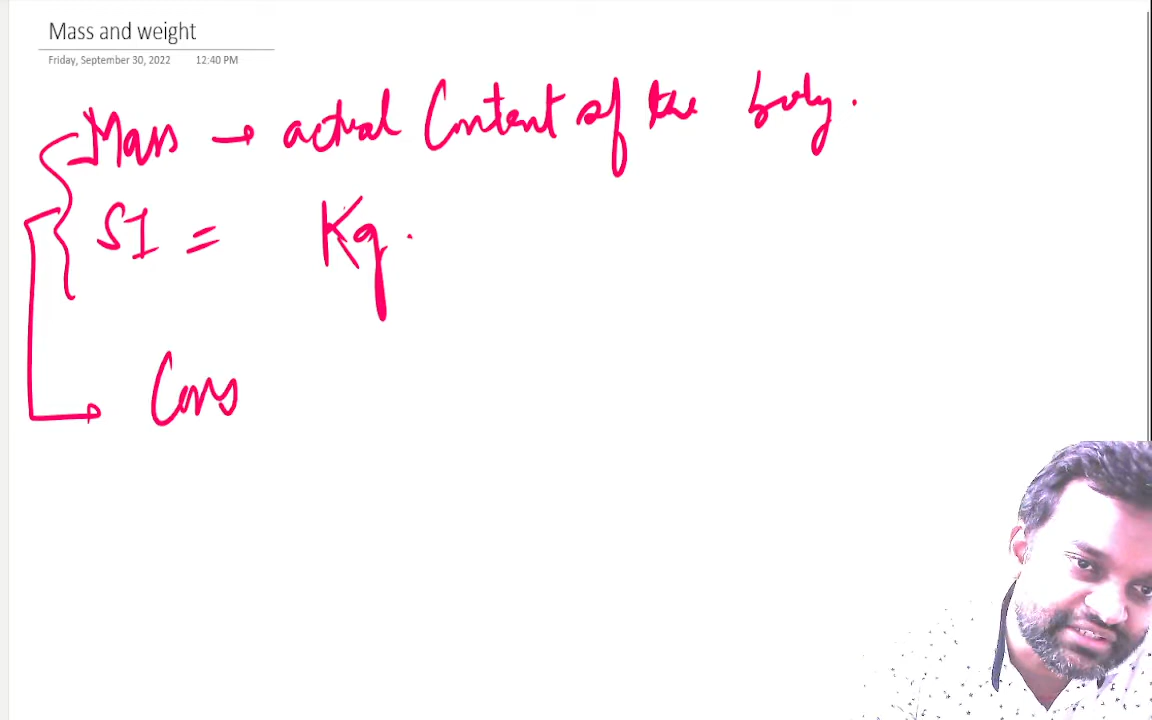 Mass and weight
Friday, September 30, 2022 12:40 PM
Mass → actual Content of the body.
SI = Kg.
Cons